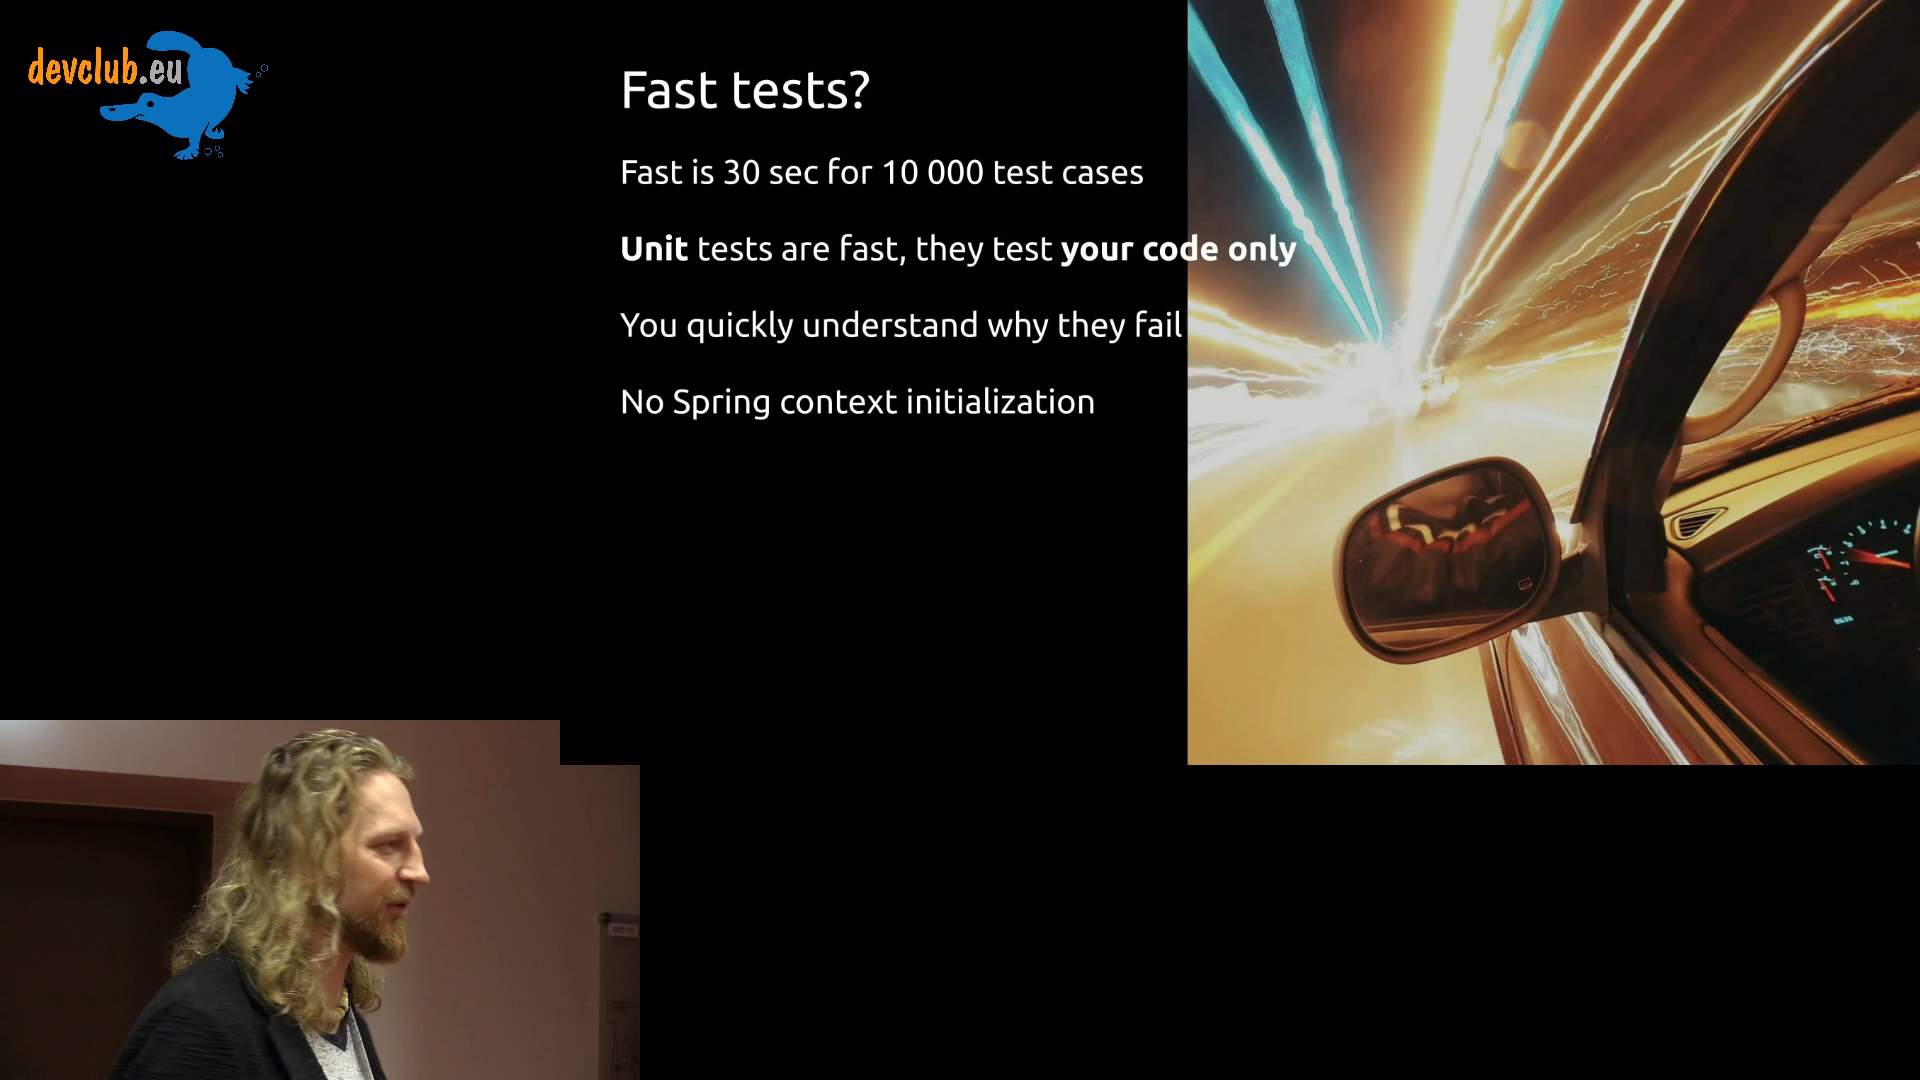 devclub.eu
Fast tests?
Fast is 30 sec for 10 000 test cases
Unit tests are fast, they test your code only
You quickly understand why they fail
No Spring context initialization